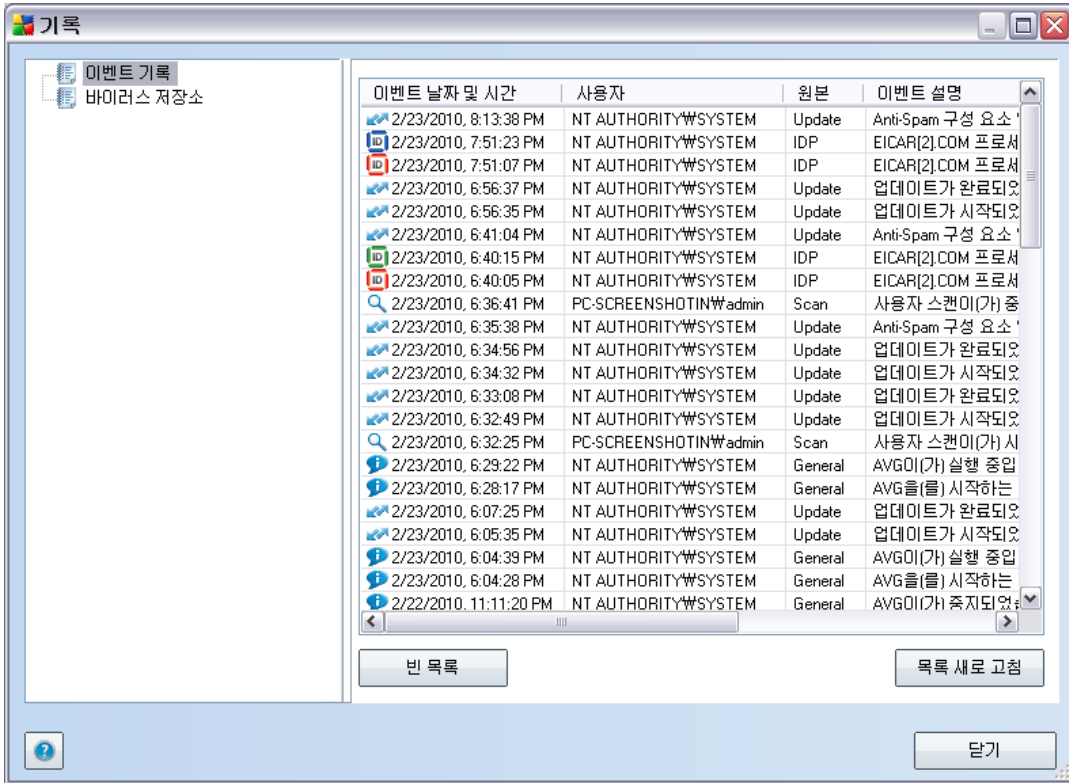 기록
이벤트 기록
바이러스 저장소
이벤트 날짜 및 시간 사용자 원본 이벤트 설명
2/23/2010, 8:13:38 PM NT AUTHORITY₩SYSTEM Update Anti-Spam 구성 요소 '
2/23/2010, 7:51:23 PM NT AUTHORITY₩SYSTEM IDP EICAR[2].COM 프로세
2/23/2010, 7:51:07 PM NT AUTHORITY₩SYSTEM IDP EICAR[2].COM 프로세
2/23/2010, 6:56:37 PM NT AUTHORITY₩SYSTEM Update 업데이트가 완료되었
2/23/2010, 6:56:35 PM NT AUTHORITY₩SYSTEM Update 업데이트가 시작되었
2/23/2010, 6:41:04 PM NT AUTHORITY₩SYSTEM Update Anti-Spam 구성 요소 '
2/23/2010, 6:40:15 PM NT AUTHORITY₩SYSTEM IDP EICAR[2].COM 프로세
2/23/2010, 6:40:05 PM NT AUTHORITY₩SYSTEM IDP EICAR[2].COM 프로세
2/23/2010, 6:36:41 PM PC-SCREENSHOTIN₩admin Scan 사용자 스캔이(가) 중
2/23/2010, 6:35:38 PM NT AUTHORITY₩SYSTEM Update Anti-Spam 구성 요소 '
2/23/2010, 6:34:56 PM NT AUTHORITY₩SYSTEM Update 업데이트가 완료되었
2/23/2010, 6:34:32 PM NT AUTHORITY₩SYSTEM Update 업데이트가 시작되었
2/23/2010, 6:33:08 PM NT AUTHORITY₩SYSTEM Update 업데이트가 완료되었
2/23/2010, 6:32:49 PM NT AUTHORITY₩SYSTEM Update 업데이트가 시작되었
2/23/2010, 6:32:25 PM PC-SCREENSHOTIN₩admin Scan 사용자 스캔이(가) 시
2/23/2010, 6:29:22 PM NT AUTHORITY₩SYSTEM General AVG이(가) 실행 중입
2/23/2010, 6:28:17 PM NT AUTHORITY₩SYSTEM General AVG을(를) 시작하는
2/23/2010, 6:07:25 PM NT AUTHORITY₩SYSTEM Update 업데이트가 완료되었
2/23/2010, 6:05:35 PM NT AUTHORITY₩SYSTEM Update 업데이트가 시작되었
2/23/2010, 6:04:39 PM NT AUTHORITY₩SYSTEM General AVG이(가) 실행 중입
2/23/2010, 6:04:28 PM NT AUTHORITY₩SYSTEM General AVG을(를) 시작하는
2/22/2010, 11:11:20 PM NT AUTHORITY₩SYSTEM General AVG이(가) 중지되었습
빈 목록 목록 새로 고침
닫기